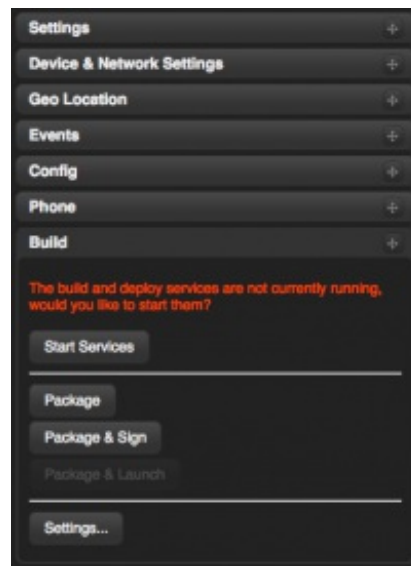 Settings
Device & Network Settings
Geo Location
Events
Config
Phone
Build
The build and deploy services are not currently running,
would you like to start them?
Start Services
Package
Package & Sign
Package & Launch
Settings...